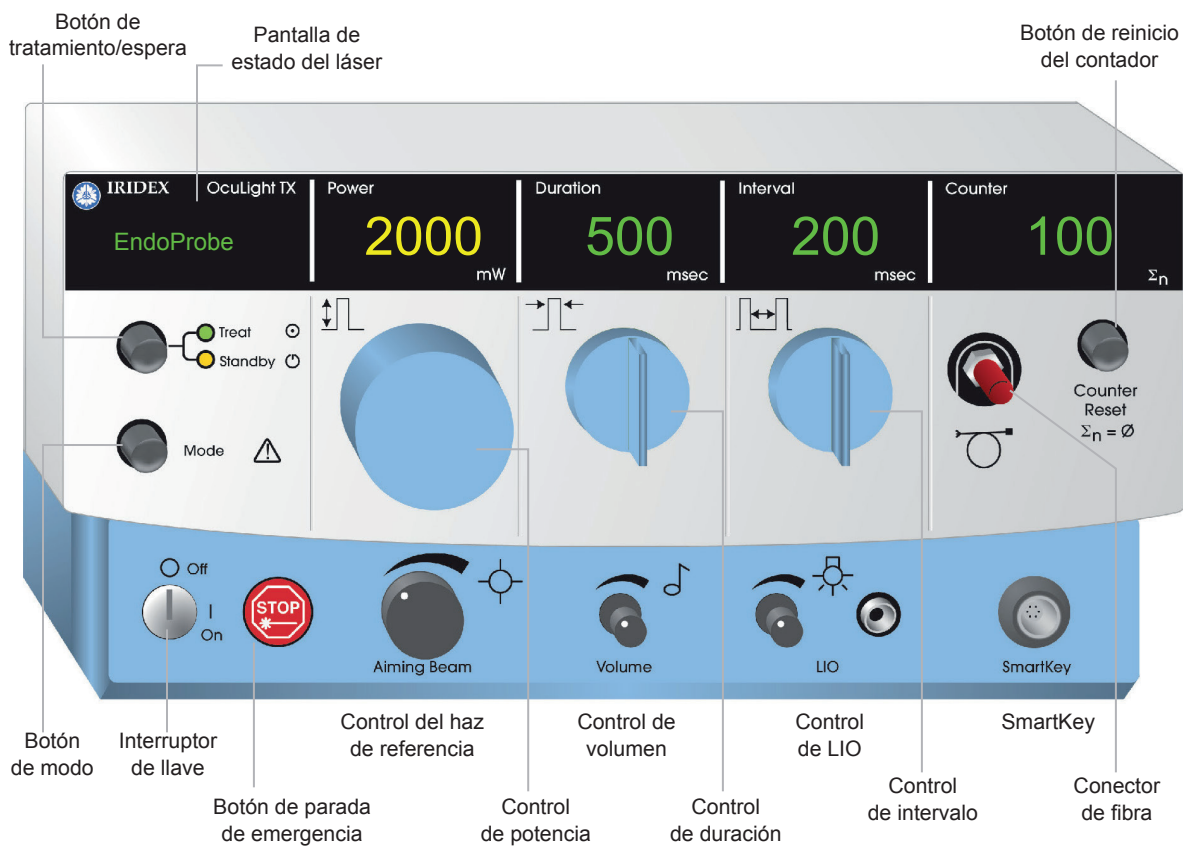 Botón de
tratamiento/espera
Pantalla de
estado del láser
Botón de reinicio
del contador
IRIDEX OcuLight TX
EndoProbe
Power
2000
mW
Duration
500
msec
Interval
200
msec
Counter
100
Σn
Treat
Standby
Mode
Counter
Reset
Σn = Ø
Off
On
STOP
Aiming Beam
Volume
LIO
SmartKey
Botón
de modo
Interruptor
de llave
Botón de parada
de emergencia
Control del haz
de referencia
Control
de potencia
Control de
volumen
Control
de duración
Control
de LIO
Control
de intervalo
SmartKey
Conector
de fibra